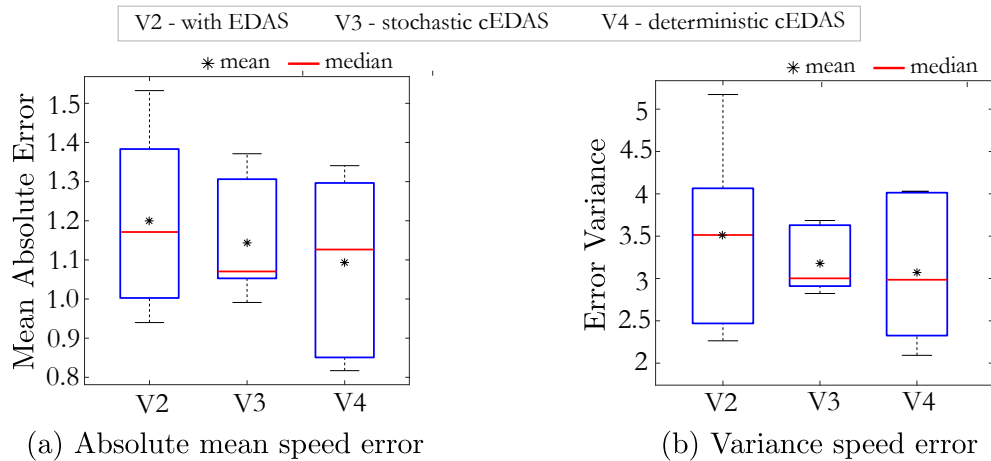 V2 - with EDAS V3 - stochastic cEDAS V4 - deterministic cEDAS
* mean median
Mean Absolute Error
1.5
1.4
1.3
1.2
1.1
1.0
0.9
0.8
V2 V3 V4
(a) Absolute mean speed error
* mean median
Error Variance
5
4.5
4
3.5
3
2.5
2
V2 V3 V4
(b) Variance speed error